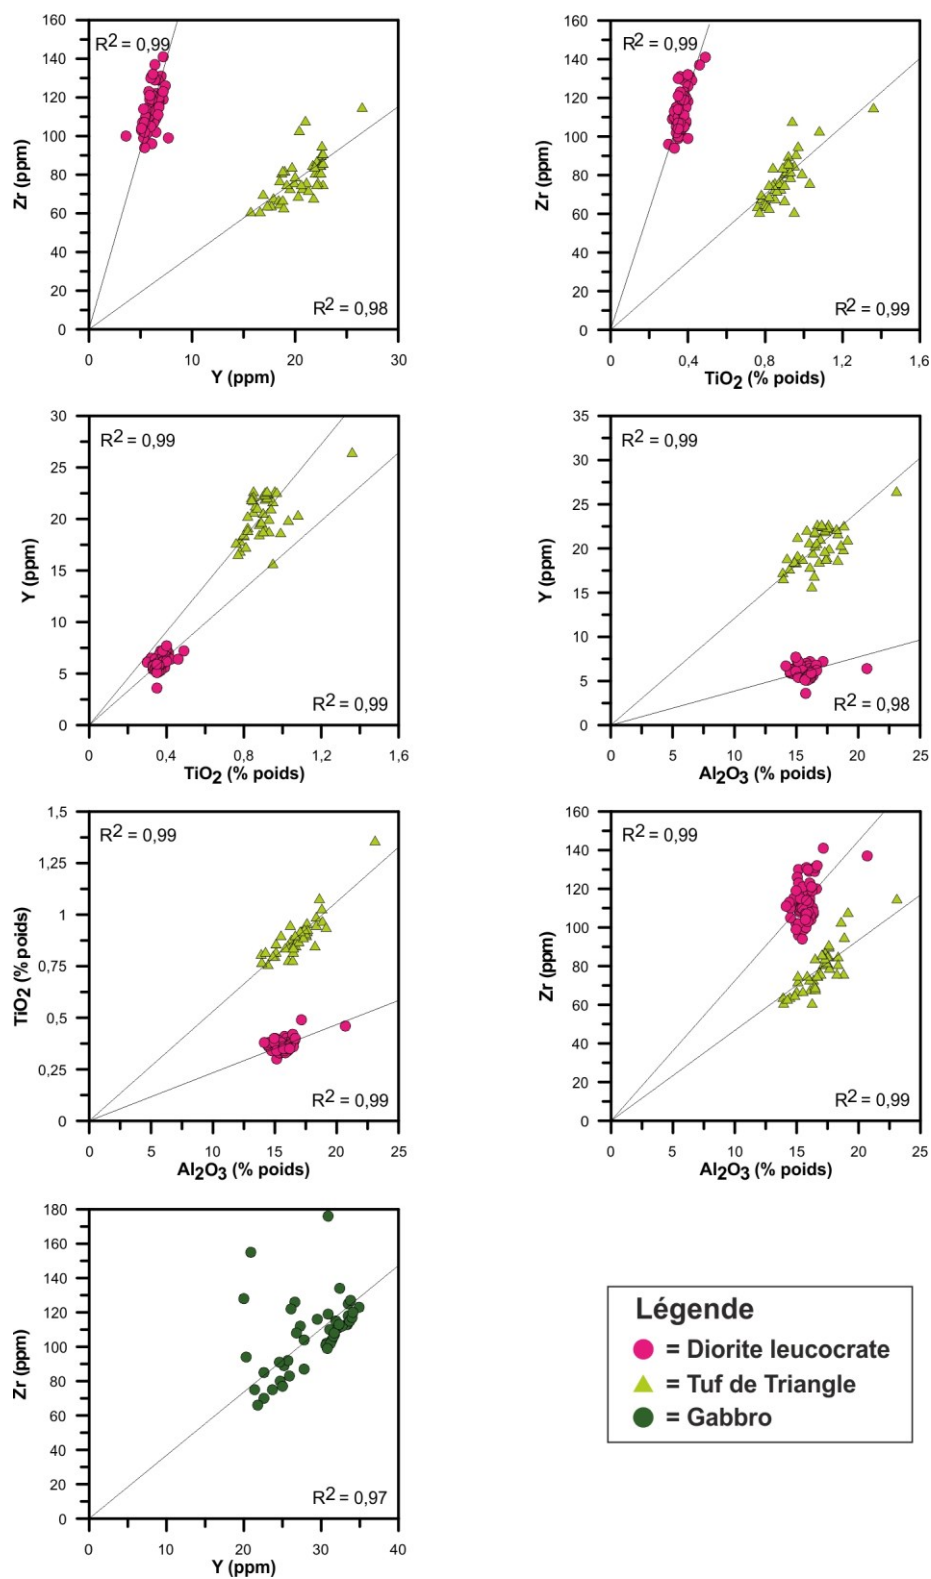 160
140
120
100
80
60
40
20
0
Zr (ppm)
R2 = 0,99
R2 = 0,98
0 10 20 30
Y (ppm)
160
140
120
100
80
60
40
20
0
Zr (ppm)
R2 = 0,99
R2 = 0,99
0 0,4 0,8 1,2 1,6
TiO2 (% poids)
30
25
20
15
10
5
0
Y (ppm)
R2 = 0,99
R2 = 0,99
0 0,4 0,8 1,2 1,6
TiO2 (% poids)
35
30
25
20
15
10
5
0
Y (ppm)
R2 = 0,99
R2 = 0,98
0 5 10 15 20 25
Al2O3 (% poids)
1,5
1,25
1
0,75
0,5
0,25
0
TiO2 (% poids)
R2 = 0,99
R2 = 0,99
0 5 10 15 20 25
Al2O3 (% poids)
160
140
120
100
80
60
40
20
0
Zr (ppm)
R2 = 0,99
R2 = 0,99
0 5 10 15 20 25
Al2O3 (% poids)
180
160
140
120
100
80
60
40
20
0
Zr (ppm)
R2 = 0,97
0 10 20 30 40
Y (ppm)
Légende
= Diorite leucocrate
= Tuf de Triangle
= Gabbro